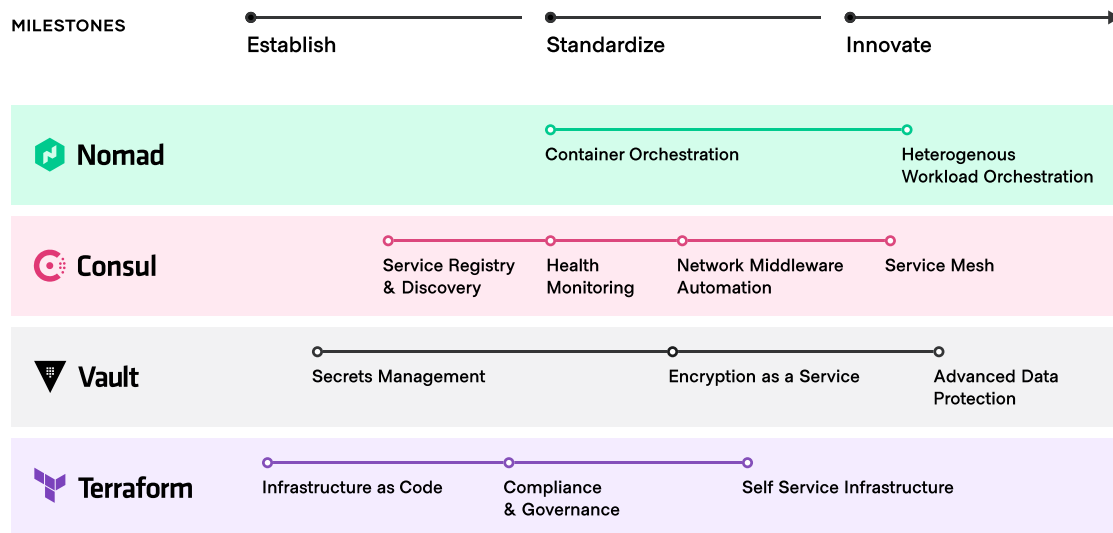 MILESTONES
Establish
Standardize
Innovate
Nomad
Container Orchestration
Heterogenous
Workload Orchestration
Consul
Service Registry
& Discovery
Health
Monitoring
Network Middleware
Automation
Service Mesh
Vault
Secrets Management
Encryption as a Service
Advanced Data
Protection
Terraform
Infrastructure as Code
Compliance
& Governance
Self Service Infrastructure